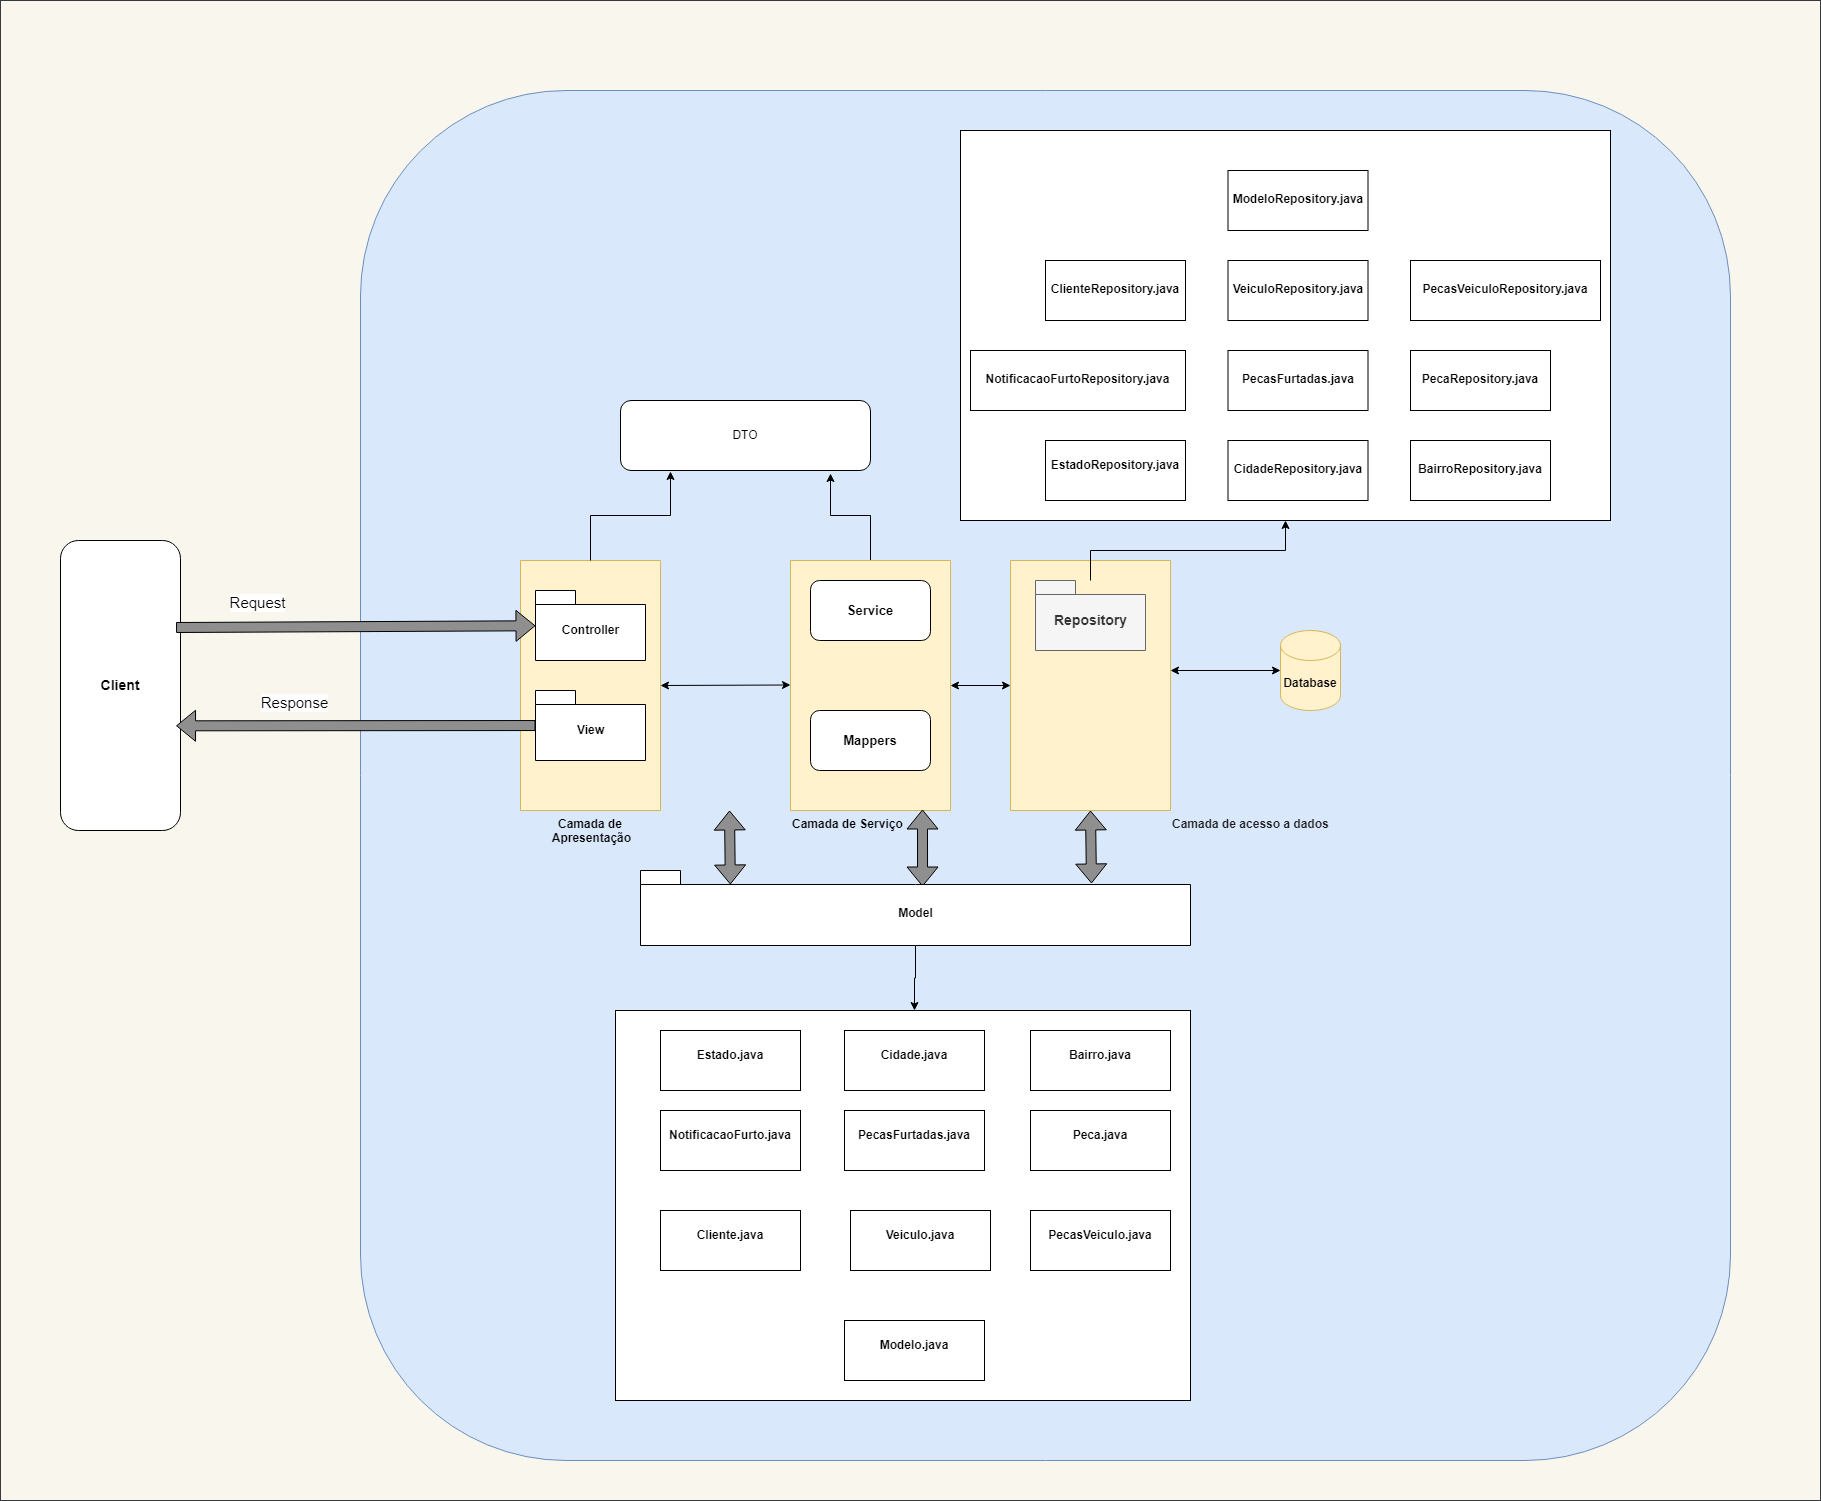 ModeloRepository.java
ClienteRepository.java
VeiculoRepository.java
PecasVeiculoRepository.java
NotificacaoFurtoRepository.java
PecasFurtadas.java
PecaRepository.java
EstadoRepository.java
CidadeRepository.java
BairroRepository.java
DTO
Client
Request
Response
Controller
View
Camada de
Apresentação
Service
Mappers
Camada de Serviço
Repository
Camada de acesso a dados
Database
Model
Estado.java
Cidade.java
Bairro.java
NotificacaoFurto.java
PecasFurtadas.java
Peca.java
Cliente.java
Veiculo.java
PecasVeiculo.java
Modelo.java